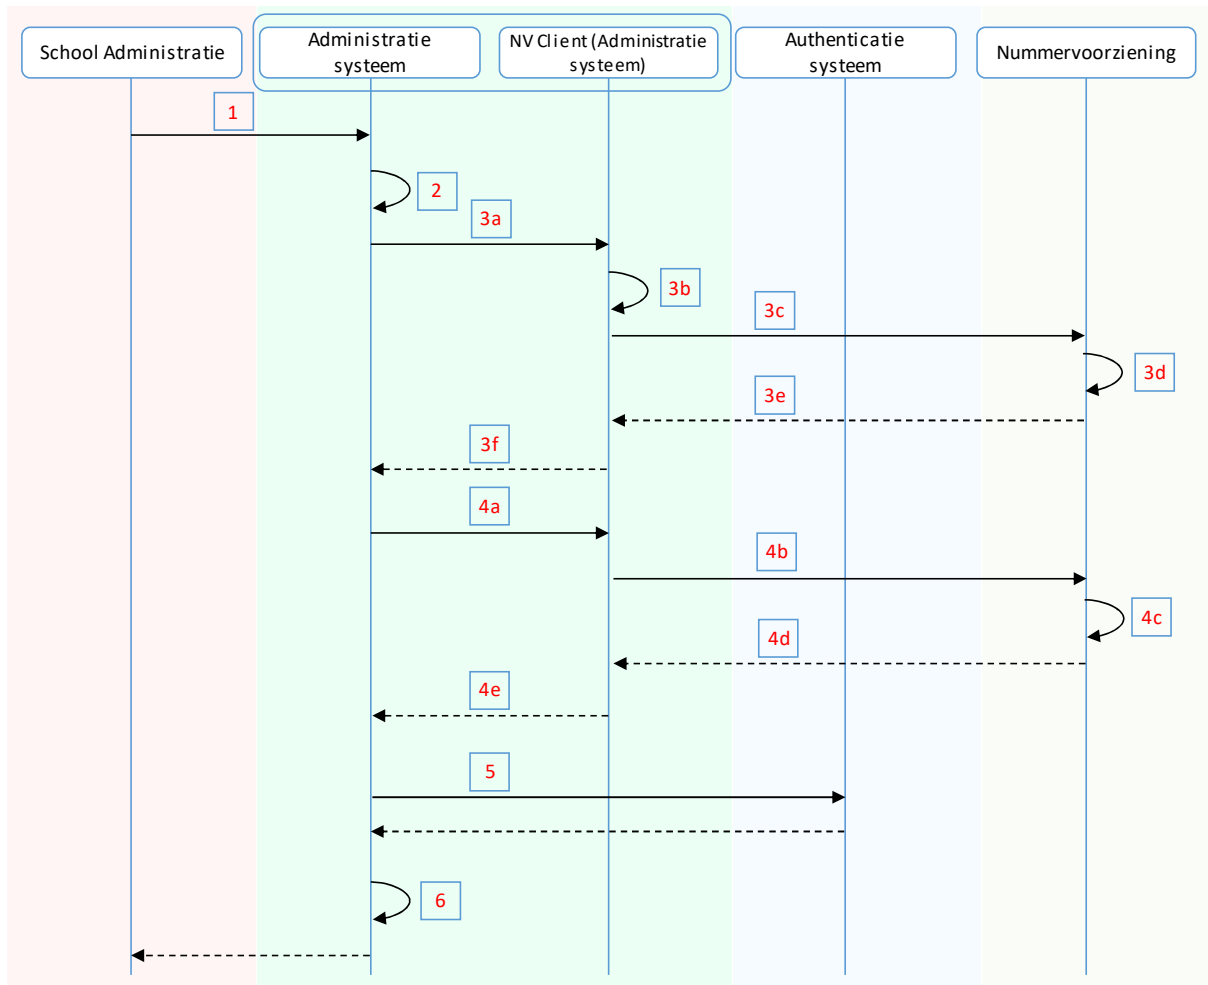 School Administratie
Administratie
systeem
NV Client (Administratie
systeem)
Authenticatie
systeem
Nummervoorziening
1
2
3a
3b
3c
3d
3e
3f
4a
4b
4c
4d
4e
5
6